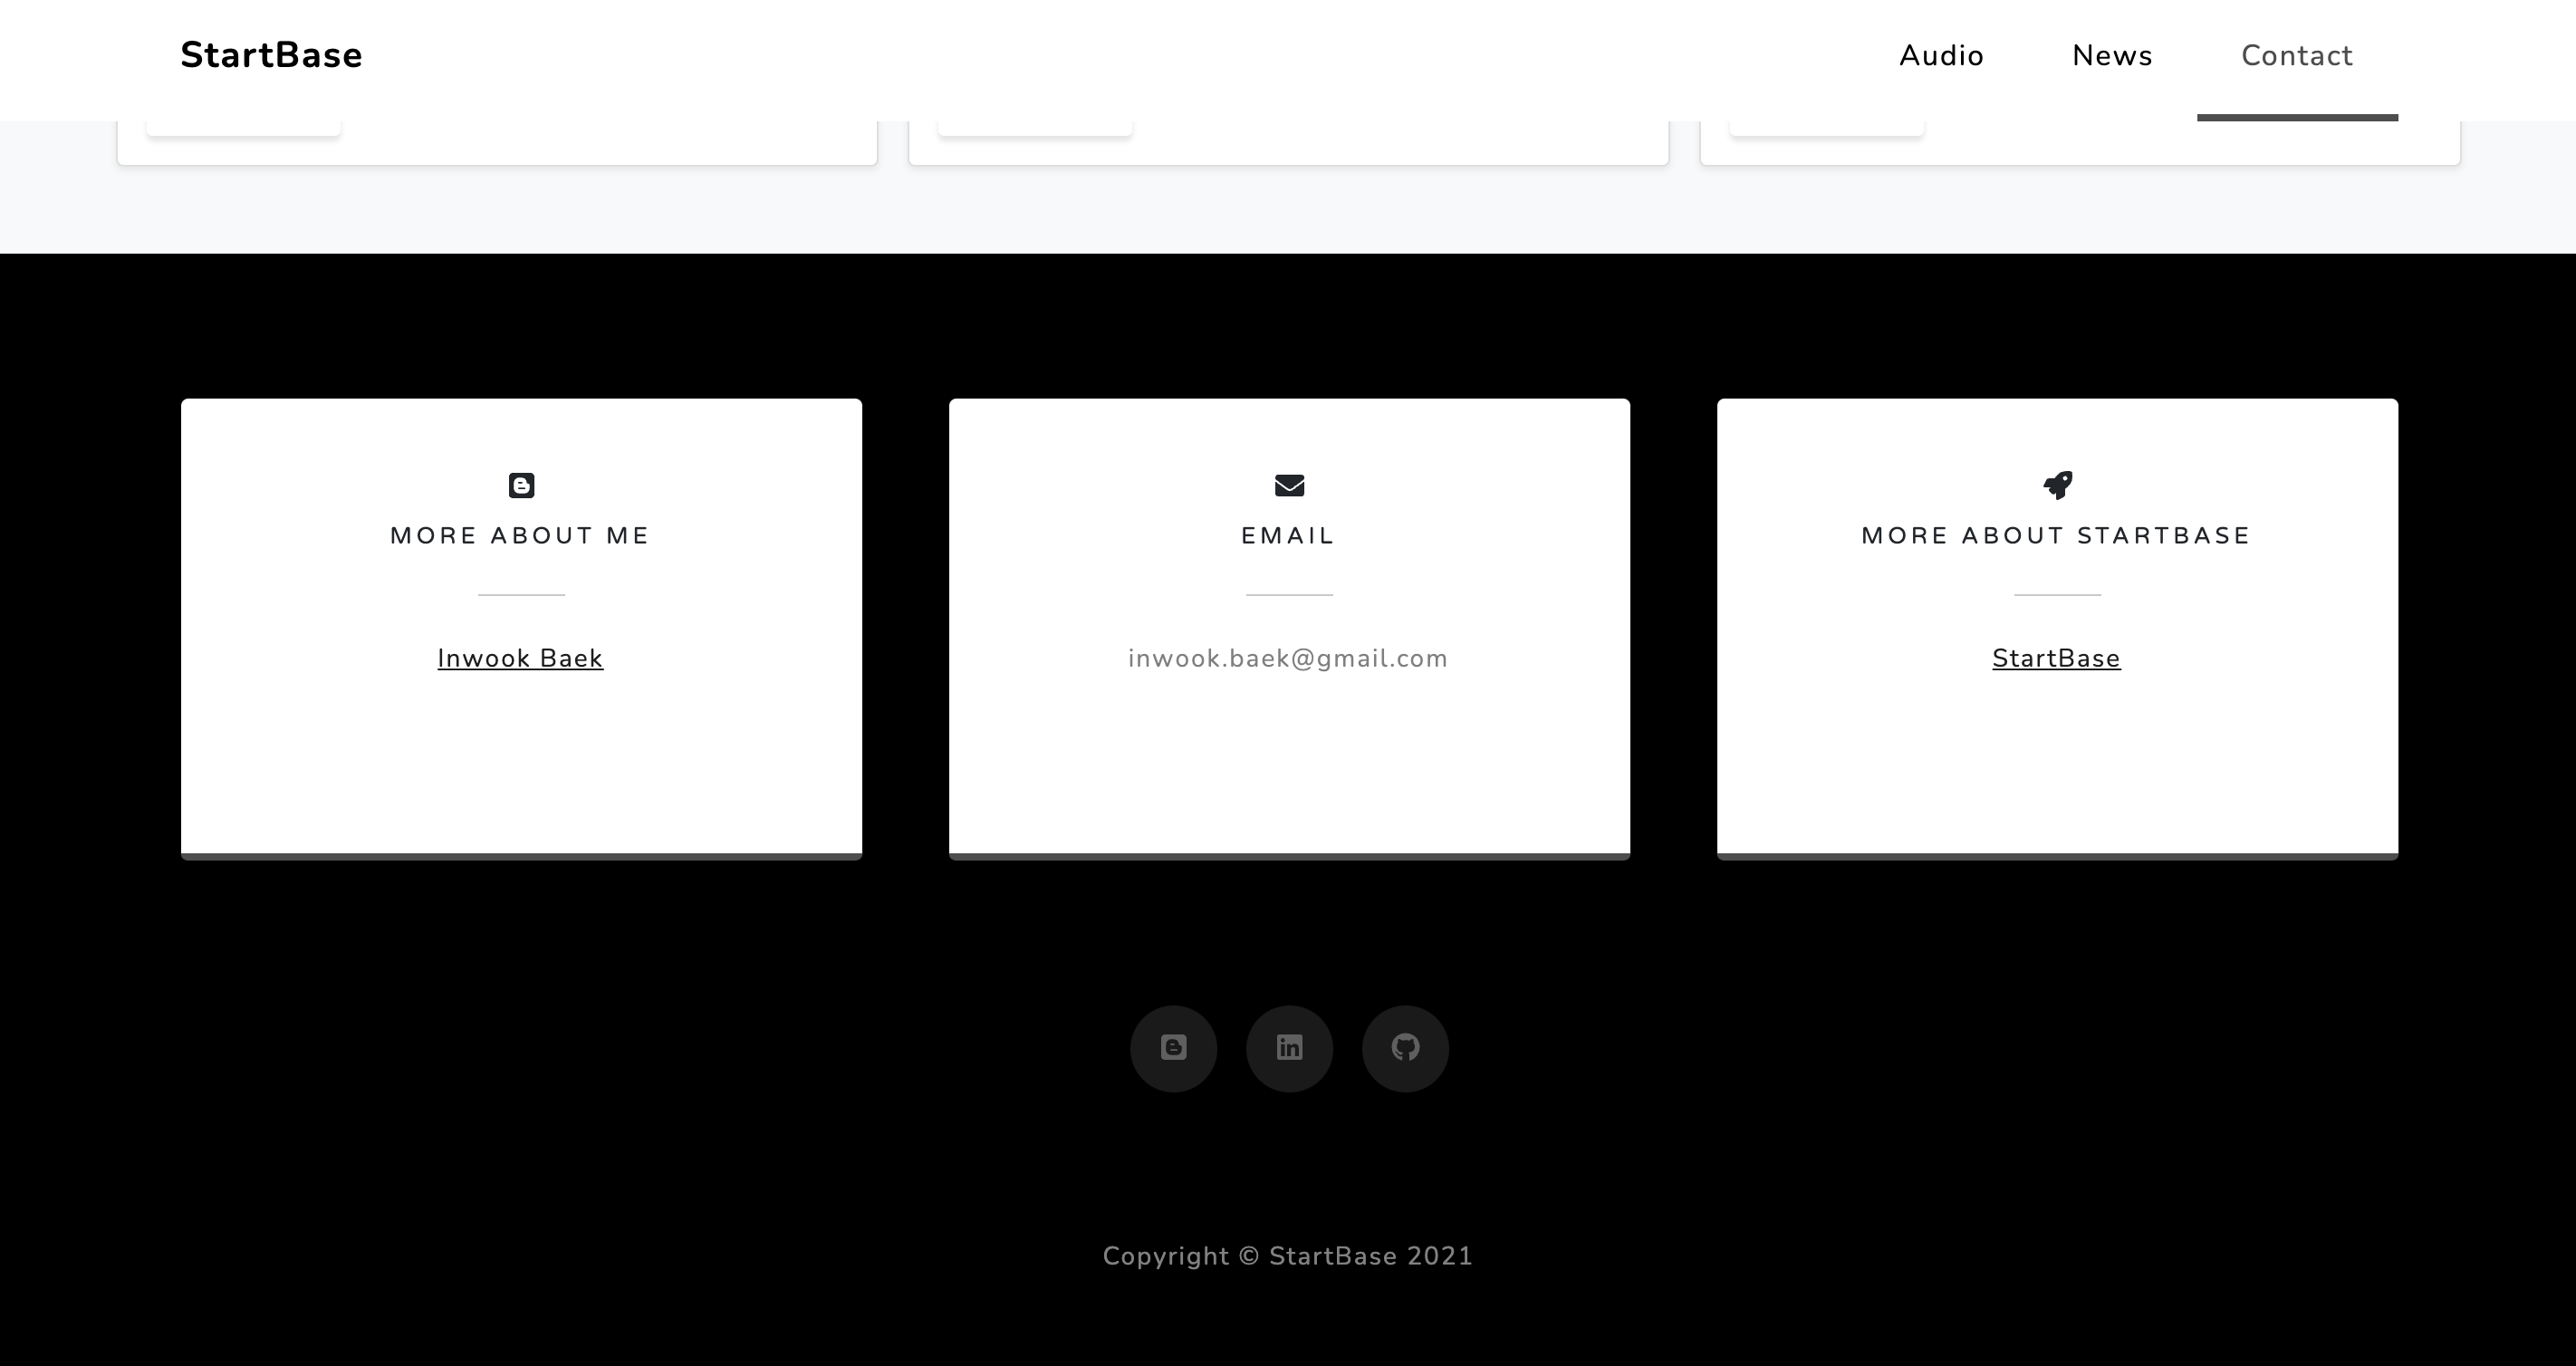 StartBase
Audio
News
Contact
MORE ABOUT ME
Inwook Baek
EMAIL
inwook.baek@gmail.com
MORE ABOUT STARTBASE
StartBase
Copyright © StartBase 2021